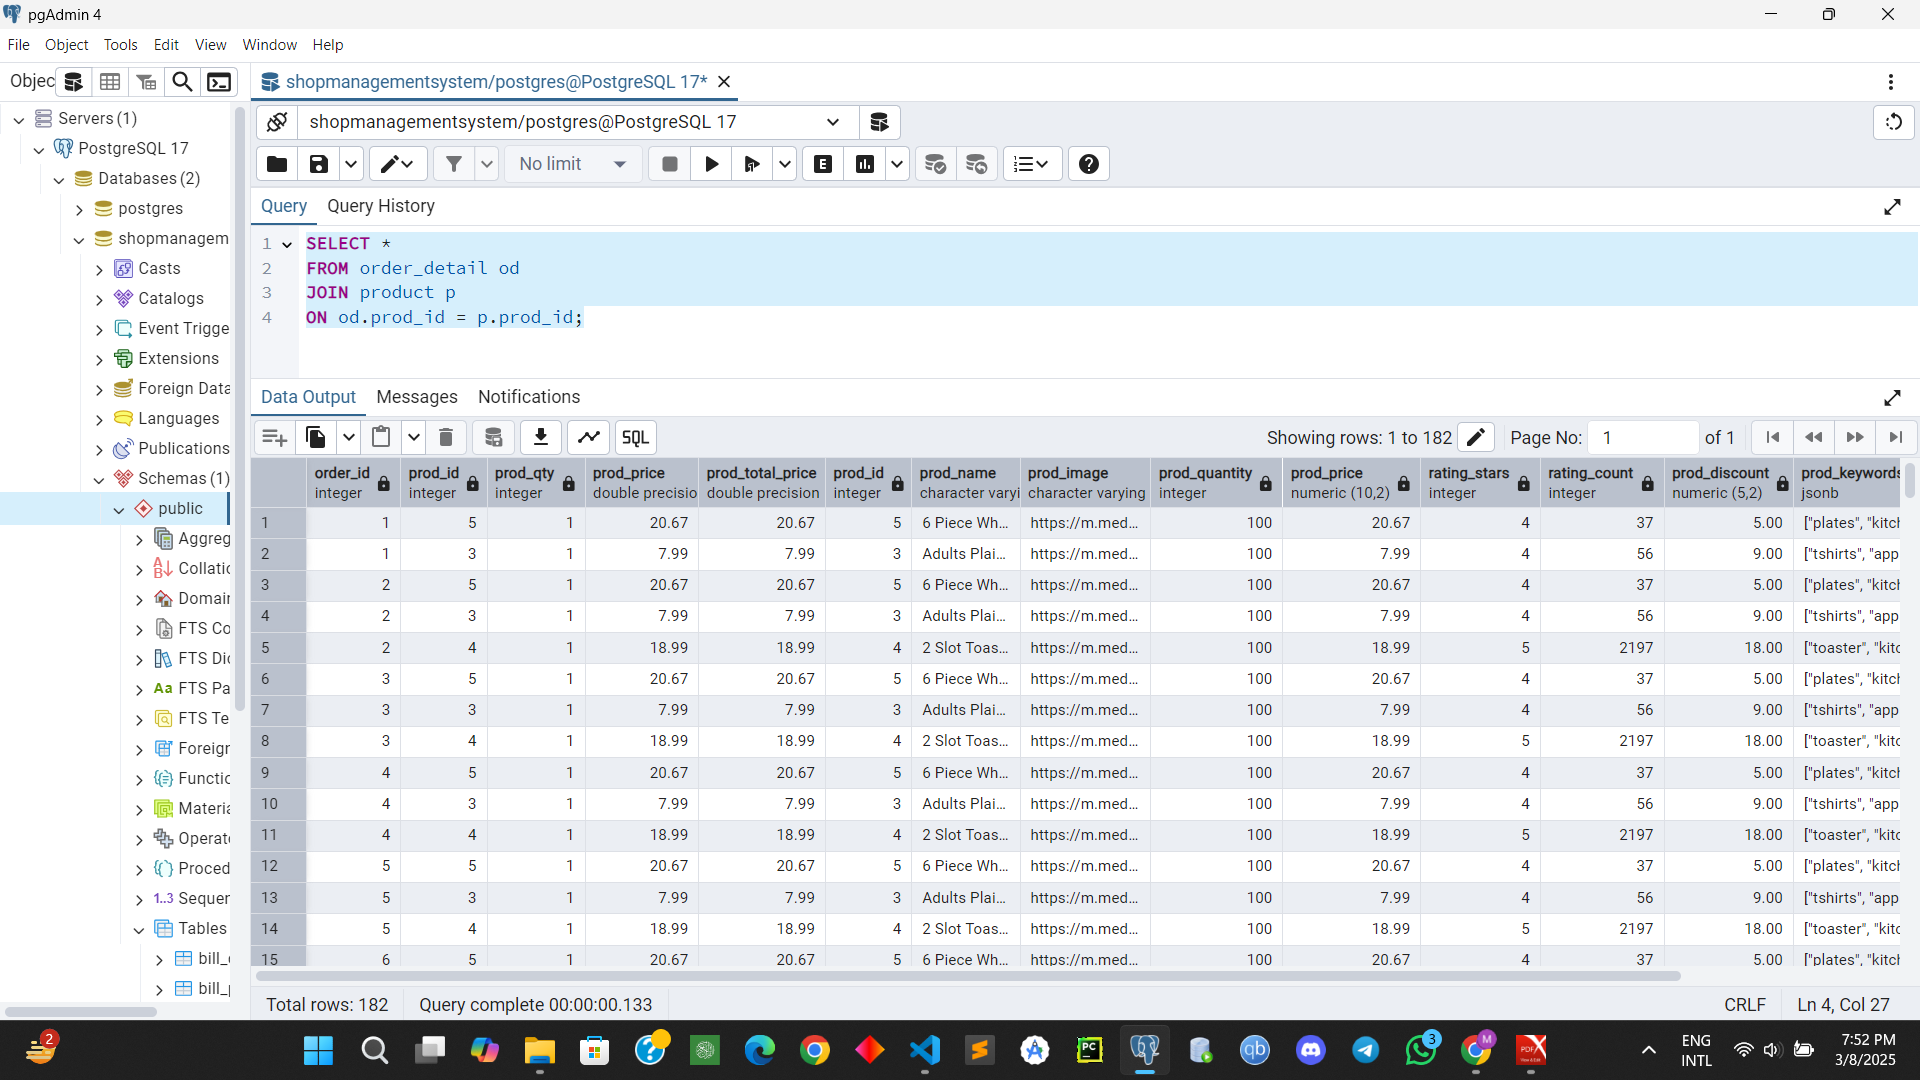 pgAdmin 4
File Object Tools Edit View Window Help
Objec
shopmanagementsystem/postgres@PostgreSQL 17*
Servers (1)
PostgreSQL 17
Databases (2)
postgres
shopmanagem
Casts
Catalogs
Event Trigge
Extensions
Foreign Data
Languages
Publications
Schemas (1)
public
Aggreg
Collatic
Domair
FTS Co
FTS Dic
FTS Pa
FTS Te
Foreigr
Functic
Materia
Operat
Proced
1..3 Sequer
Tables
bill_
bill_
shopmanagementsystem/postgres@PostgreSQL 17
No limit
E
Query Query History
1 SELECT *
2 FROM order_detail od
3 JOIN product p
4 ON od.prod_id = p.prod_id;
Data Output Messages Notifications
SQL
Showing rows: 1 to 182
Page No: 1 of 1
order_id prod_id prod_qty prod_price prod_total_price prod_id prod_name prod_image prod_quantity prod_price rating_stars rating_count prod_discount prod_keywords
integer integer integer double precisio double precision integer character varyi character varying integer numeric (10,2) integer integer numeric (5,2) jsonb
1 1 5 1 20.67 20.67 5 6 Piece Wh... https://m.med... 100 20.67 4 37 5.00 ["plates", "kitch
2 1 3 1 7.99 7.99 3 Adults Plai... https://m.med... 100 7.99 4 56 9.00 ["tshirts", "app
3 2 5 1 20.67 20.67 5 6 Piece Wh... https://m.med... 100 20.67 4 37 5.00 ["plates", "kitch
4 2 3 1 7.99 7.99 3 Adults Plai... https://m.med... 100 7.99 4 56 9.00 ["tshirts", "app
5 2 4 1 18.99 18.99 4 2 Slot Toas... https://m.med... 100 18.99 5 2197 18.00 ["toaster", "kitc
6 3 5 1 20.67 20.67 5 6 Piece Wh... https://m.med... 100 20.67 4 37 5.00 ["plates", "kitch
7 3 3 1 7.99 7.99 3 Adults Plai... https://m.med... 100 7.99 4 56 9.00 ["tshirts", "app
8 3 4 1 18.99 18.99 4 2 Slot Toas... https://m.med... 100 18.99 5 2197 18.00 ["toaster", "kitc
9 4 5 1 20.67 20.67 5 6 Piece Wh... https://m.med... 100 20.67 4 37 5.00 ["plates", "kitch
10 4 3 1 7.99 7.99 3 Adults Plai... https://m.med... 100 7.99 4 56 9.00 ["tshirts", "app
11 4 4 1 18.99 18.99 4 2 Slot Toas... https://m.med... 100 18.99 5 2197 18.00 ["toaster", "kitc
12 5 5 1 20.67 20.67 5 6 Piece Wh... https://m.med... 100 20.67 4 37 5.00 ["plates", "kitch
13 5 3 1 7.99 7.99 3 Adults Plai... https://m.med... 100 7.99 4 56 9.00 ["tshirts", "app
14 5 4 1 18.99 18.99 4 2 Slot Toas... https://m.med... 100 18.99 5 2197 18.00 ["toaster", "kitc
15 6 5 1 20.67 20.67 5 6 Piece Wh... https://m.med... 100 20.67 4 37 5.00 ["plates", "kitch
Total rows: 182 Query complete 00:00:00.133
CRLF Ln 4, Col 27
2
PC
qb
3
M
PDF
ENG
INTL
7:52 PM
3/8/2025